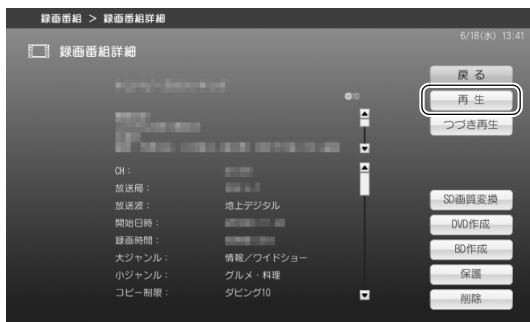 録画番組 > 録画番組詳細
6/18(水) 13:41
録画番組詳細
10
戻る
再生
つづき再生
CH：
放送局：
放送波： 地上デジタル
開始日時：
録画時間：
大ジャンル： 情報／ワイドショー
小ジャンル： グルメ・料理
コピー制限： ダビング10
SD画質変換
DVD作成
BD作成
保護
削除